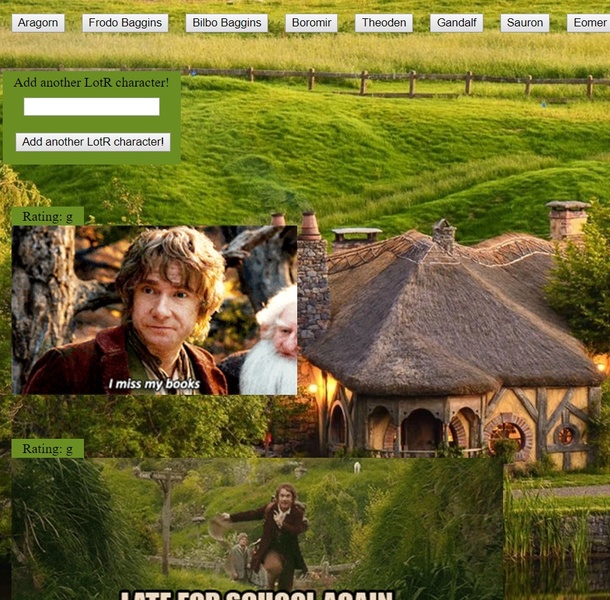 Aragorn Frodo Baggins Bilbo Baggins Boromir Theoden Gandalf Sauron Eomer
Add another LotR character!
Add another LotR character!
Rating: g
I miss my books
Rating: g
LATE FOR SCHOOL AGAIN